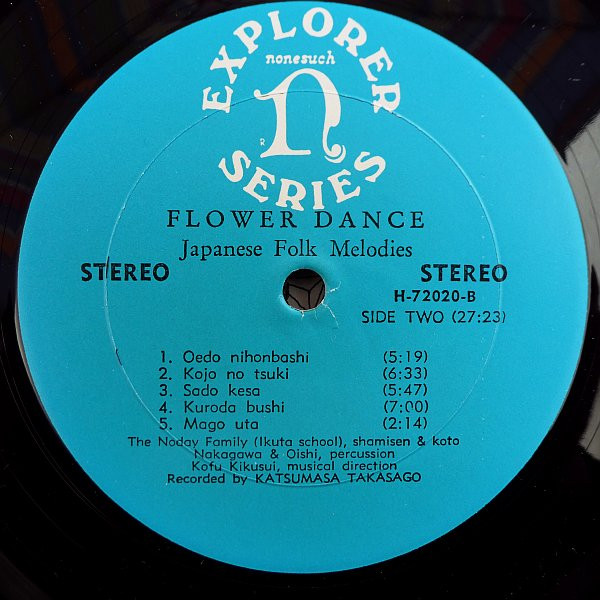 EXPLORER
nonesuch
n
R
SERIES
FLOWER DANCE
Japanese Folk Melodies
STEREO STEREO
H-72020-B
SIDE TWO (27:23)
1. Oedo nihonbashi (5:19)
2. Kojo no tsuki (6:33)
3. Sado kesa (5:47)
4. Kuroda bushi (7:00)
5. Mago uta (2:14)
The Noday Family (Ikuta school), shamisen & koto
Nakagawa & Oishi, percussion
Kofu Kikusui, musical direction
Recorded by KATSUMASA TAKASAGO